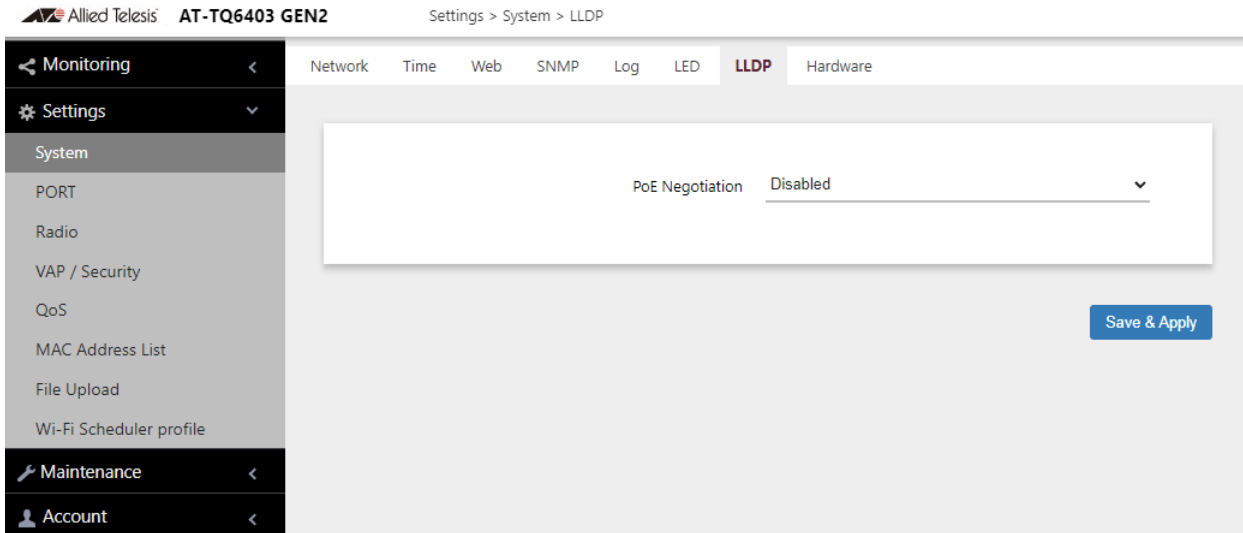 Allied Telesis AT-TQ6403 GEN2 Settings > System > LLDP
Monitoring
Network Time Web SNMP Log LED LLDP Hardware
Settings
System
PORT
Radio
VAP / Security
QoS
MAC Address List
File Upload
Wi-Fi Scheduler profile
Maintenance
Account
PoE Negotiation Disabled
Save & Apply